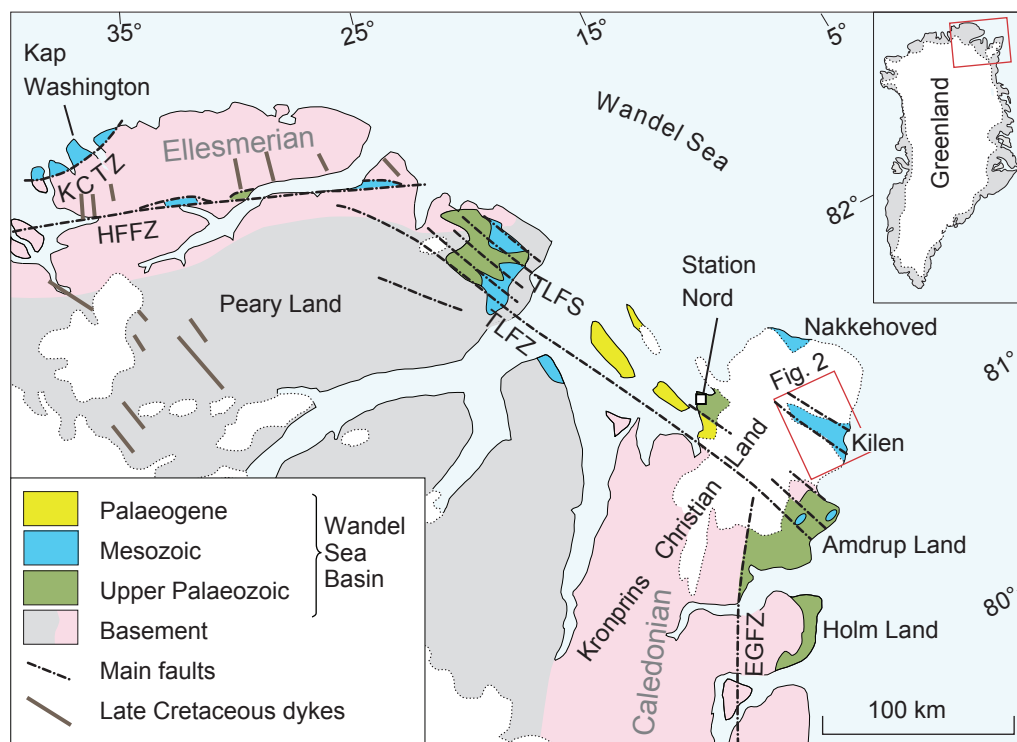 35°
25°
15°
5°
Kap
Washington
Wandel Sea
Ellesmerian
KCTZ
HFFZ
Greenland
82°
Peary Land
TLFS
TLFZ
Station
Nord
Nakkehoved
81°
Fig. 2
Kilen
Kronprins Christian Land
Amdrup Land
80°
Caledonian
EGFZ
Holm Land
100 km
Palaeogene
Mesozoic
Upper Palaeozoic
Wandel
Sea
Basin
Basement
Main faults
Late Cretaceous dykes